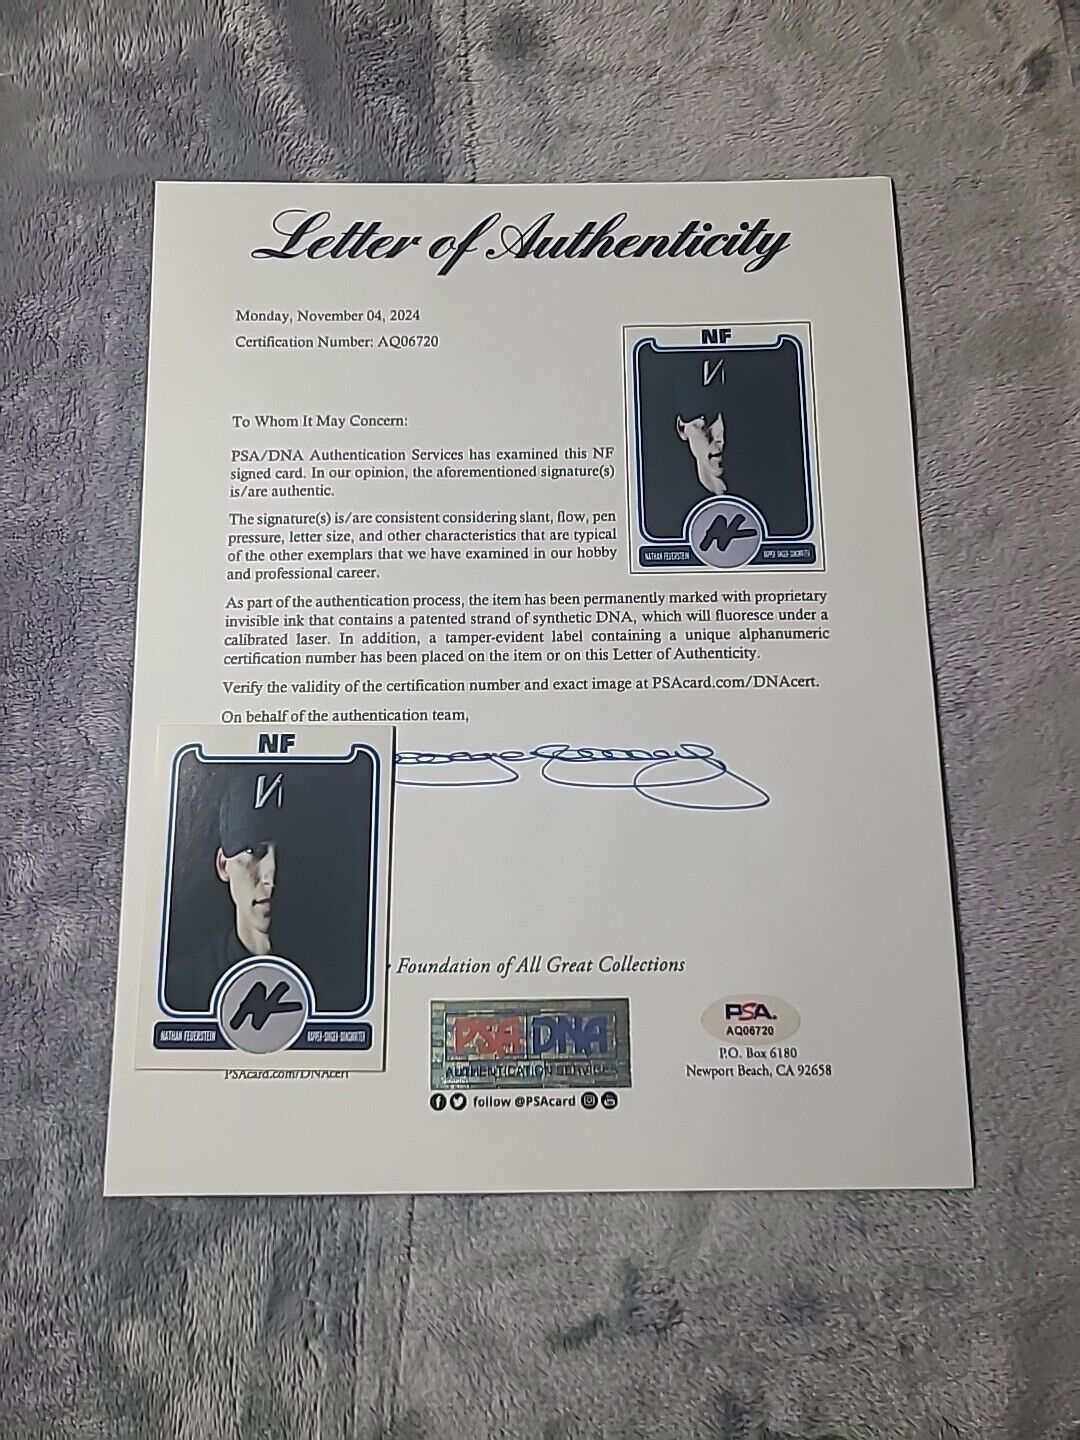 Letter of Authenticity
Monday, November 04, 2024
Certification Number: AQ06720
To Whom It May Concern:
PSA/DNA Authentication Services has examined this NF
signed card. In our opinion, the aforementioned signature(s)
is/are authentic.
The signature(s) is/are consistent considering slant, flow, pen
pressure, letter size, and other characteristics that are typical
of the other exemplars that we have examined in our hobby
and professional career.
NF
NATHAN FEUERSTEIN
RAPPER-SINGER-SONGWRITER
As part of the authentication process, the item has been permanently marked with proprietary
invisible ink that contains a patented strand of synthetic DNA, which will fluoresce under a
calibrated laser. In addition, a tamper-evident label containing a unique alphanumeric
certification number has been placed on the item or on this Letter of Authenticity.
Verify the validity of the certification number and exact image at PSAcard.com/DNAcert.
On behalf of the authentication team,
NF
NATHAN FEUERSTEIN
RAPPER-SINGER-SONGWRITER
Foundation of All Great Collections
PSAcard.com/DNAcert
PSA DNA
AUTHENTICATION SERVICES
follow @PSAcard
PSA.
AQ06720
P.O. Box 6180
Newport Beach, CA 92658